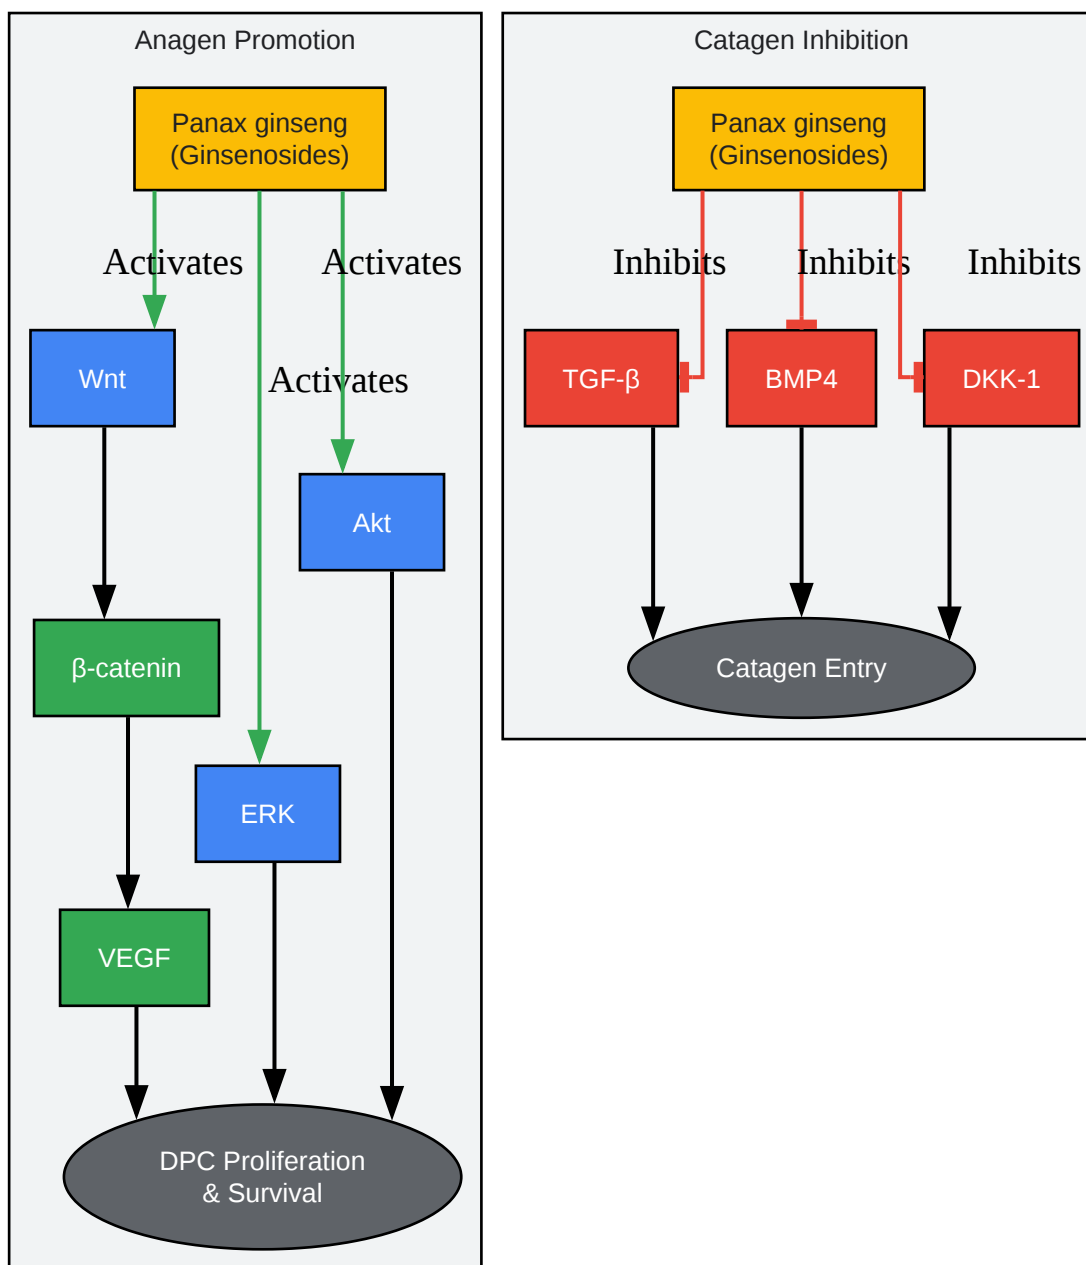 Anagen Promotion
Panax ginseng
(Ginsenosides)
Activates
Activates
Wnt
Activates
Akt
β-catenin
ERK
VEGF
DPC Proliferation
& Survival
Catagen Inhibition
Panax ginseng
(Ginsenosides)
Inhibits
Inhibits
Inhibits
TGF-β
BMP4
DKK-1
Catagen Entry